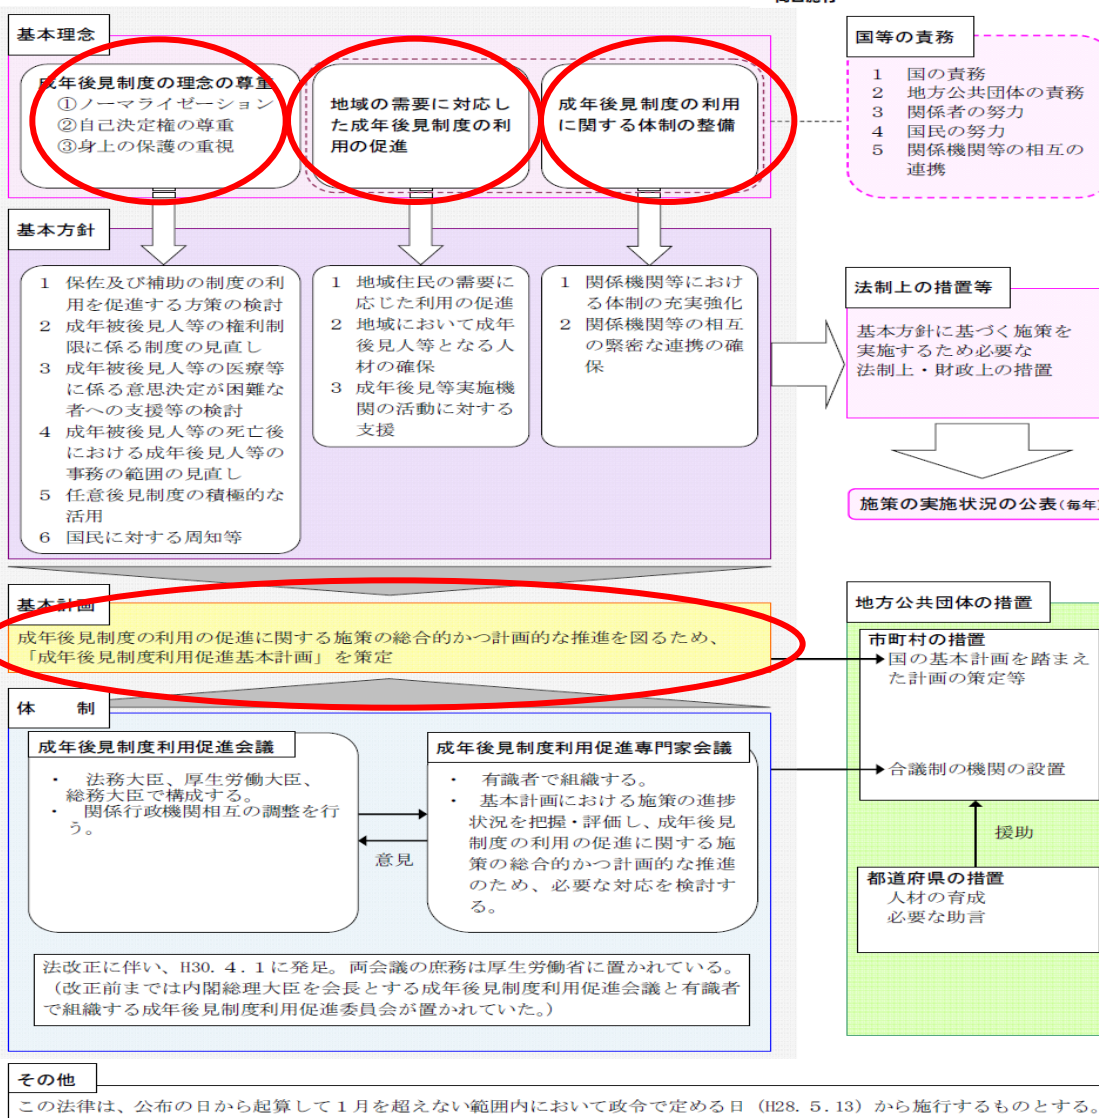 基本理念
成年後見制度の理念の尊重
①ノーマライゼーション
②自己決定権の尊重
③身上の保護の重視
地域の需要に対応し
た成年後見制度の利
用の促進
成年後見制度の利用
に関する体制の整備
国等の責務
1 国の責務
2 地方公共団体の責務
3 関係者の努力
4 国民の努力
5 関係機関等の相互の
連携
基本方針
1 保佐及び補助の制度の利
用を促進する方策の検討
2 成年被後見人等の権利制
限に係る制度の見直し
3 成年被後見人等の医療等
に係る意思決定が困難な
者への支援等の検討
4 成年被後見人等の死亡後
における成年後見人等の
事務の範囲の見直し
5 任意後見制度の積極的な
活用
6 国民に対する周知等
1 地域住民の需要に
応じた利用の促進
2 地域において成年
後見人等となる人
材の確保
3 成年後見等実施機
関の活動に対する
支援
1 関係機関等におけ
る体制の充実強化
2 関係機関等の相互
の緊密な連携の確
保
法制上の措置等
基本方針に基づく施策を
実施するため必要な
法制上・財政上の措置
施策の実施状況の公表(毎年
基本計画
成年後見制度の利用の促進に関する施策の総合的かつ計画的な推進を図るため、
「成年後見制度利用促進基本計画」を策定
体 制
成年後見制度利用促進会議
・ 法務大臣、厚生労働大臣、
総務大臣で構成する。
・ 関係行政機関相互の調整を行
う。
意見
成年後見制度利用促進専門家会議
・ 有識者で組織する。
・ 基本計画における施策の進捗
状況を把握・評価し、成年後見
制度の利用の促進に関する施
策の総合的かつ計画的な推進
のため、必要な対応を検討す
る。
法改正に伴い、H30.4.1に発足。両会議の庶務は厚生労働省に置かれている。
(改正前までは内閣総理大臣を会長とする成年後見制度利用促進会議と有識者
で組織する成年後見制度利用促進委員会が置かれていた。)
地方公共団体の措置
市町村の措置
国の基本計画を踏まえ
た計画の策定等
合議制の機関の設置
援助
都道府県の措置
人材の育成
必要な助言
その他
この法律は、公布の日から起算して1月を超えない範囲内において政令で定める日(H28.5.13)から施行するものとする。